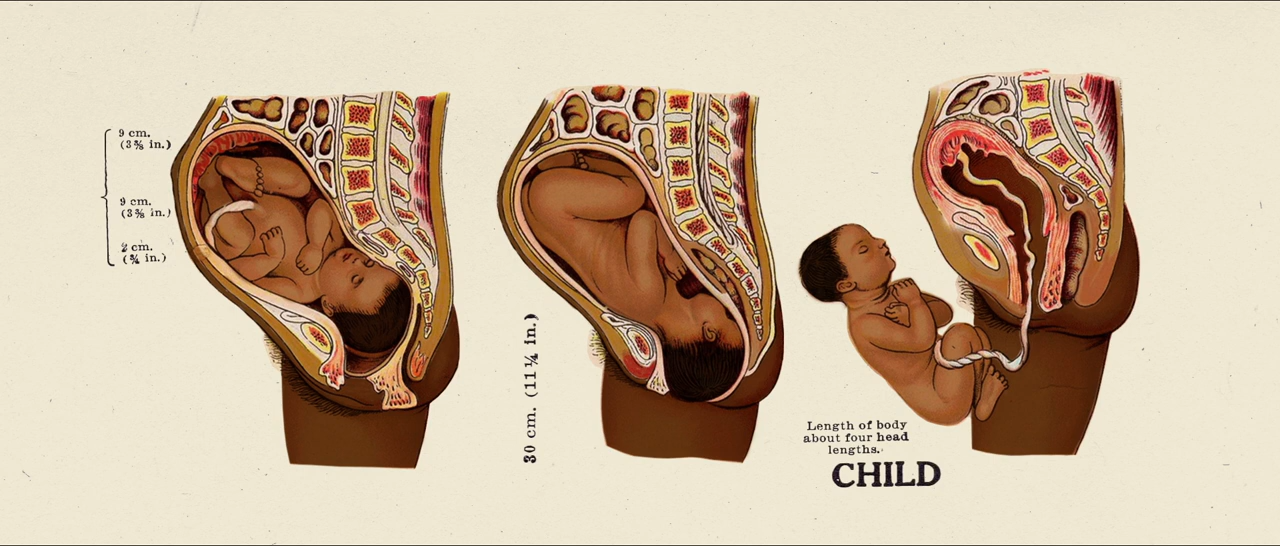 9 cm.
(3⅝ in.)
9 cm.
(3⅝ in.)
2 cm.
(¾ in.)
30 cm. (11¼ in.)
Length of body
about four head
lengths.
CHILD